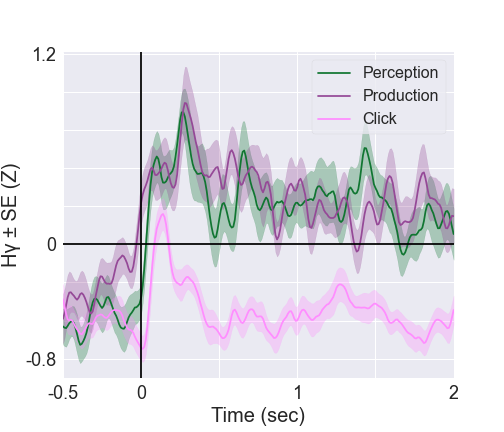 1.2
Perception
Production
Click
Hγ ± SE (Z)
0
-0.8
-0.5
0
1
2
Time (sec)